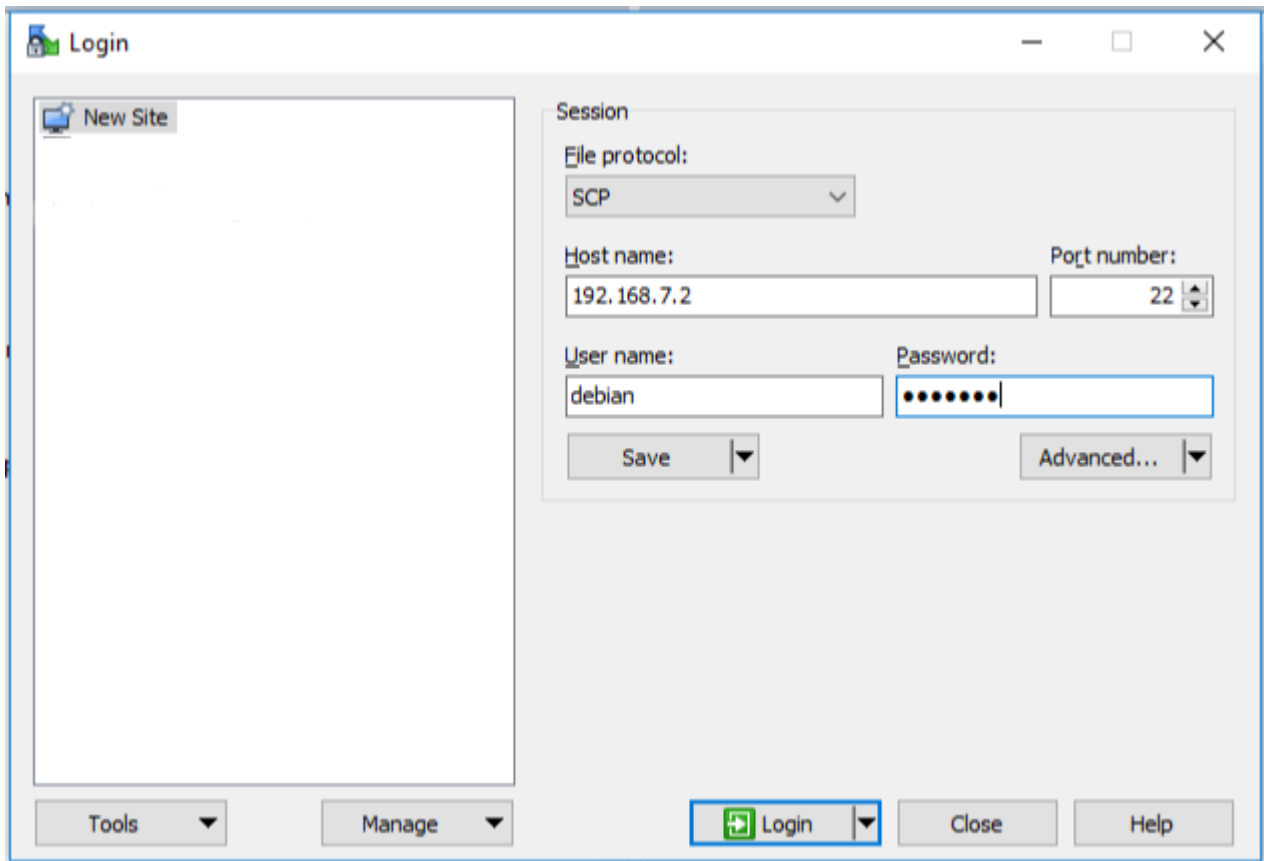 Login
New Site
Session
File protocol:
SCP
Host name:
Port number:
192.168.7.2
22
User name:
Password:
debian
•••••••
Save
Advanced...
Tools
Manage
Login
Close
Help